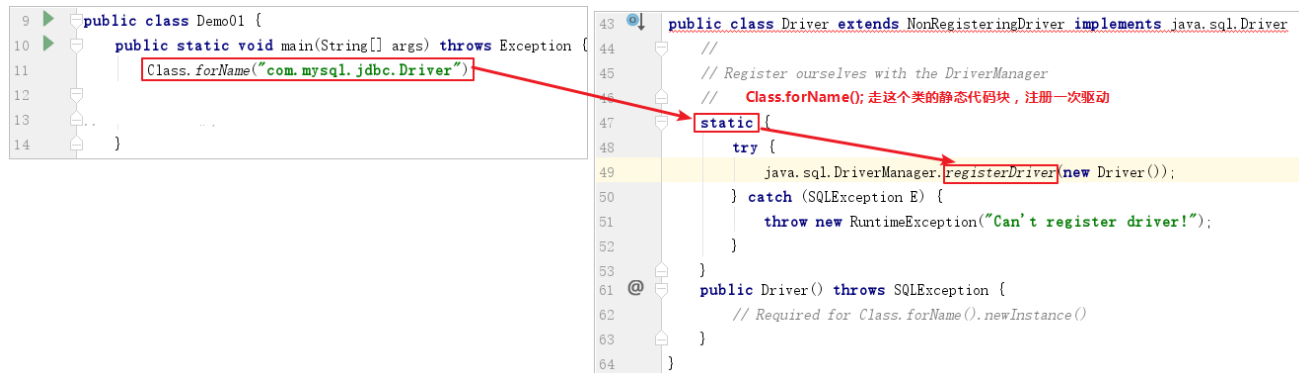 9 public class Demo01 {
10 public static void main(String[] args) throws Exception {
11 Class.forName("com.mysql.jdbc.Driver")
12
13
14 }
43 public class Driver extends NonRegisteringDriver implements java.sql.Driver
44 //
45 // Register ourselves with the DriverManager
46 // Class.forName(); 走这个类的静态代码块，注册一次驱动
47 static {
48 try {
49 java.sql.DriverManager.registerDriver(new Driver());
50 } catch (SQLException E) {
51 throw new RuntimeException("Can't register driver!");
52 }
53 }
61 @ public Driver() throws SQLException {
62 // Required for Class.forName().newInstance()
63 }
64 }